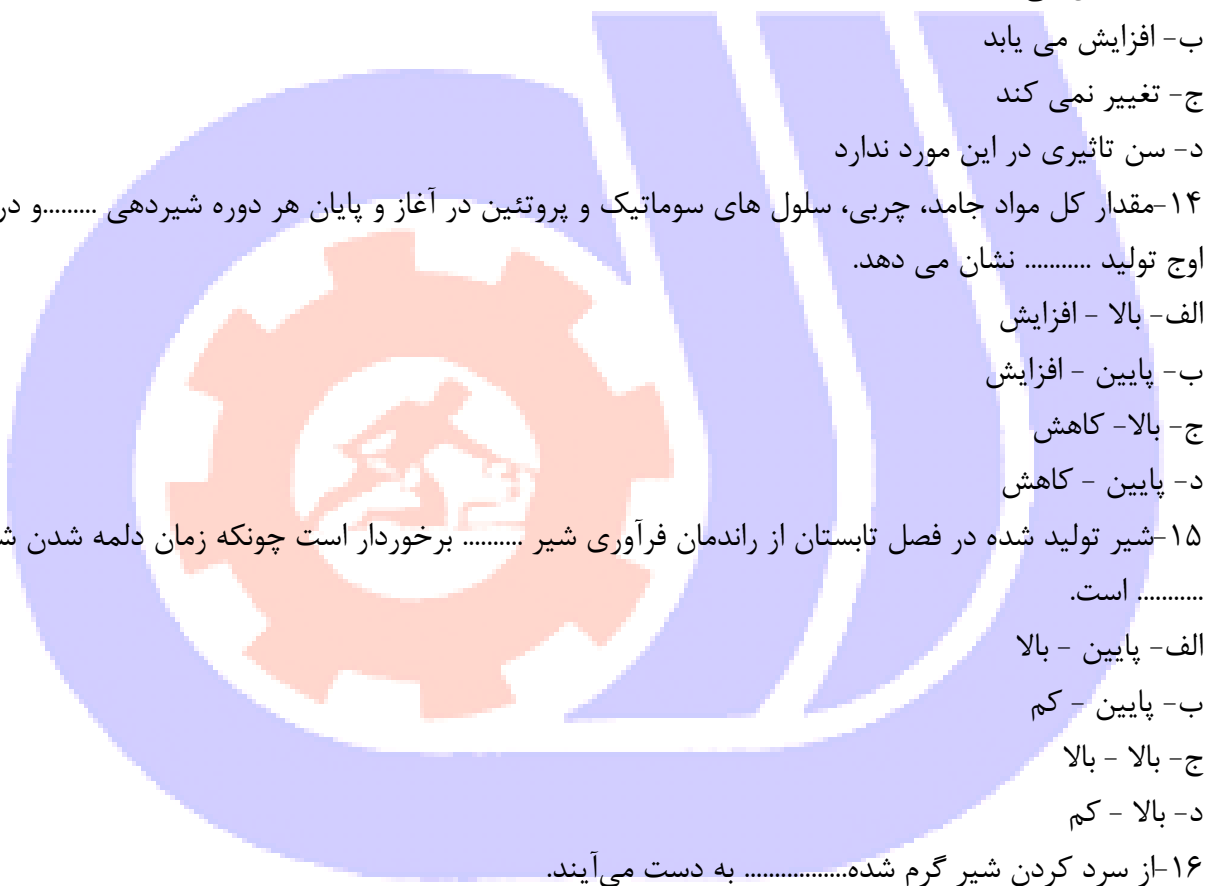 ب- افزایش می یابد
ج- تغییر نمی کند
د- سن تاثیری در این مورد ندارد
۱۴-مقدار کل مواد جامد، چربی، سلول های سوماتیک و پروتئین در آغاز و پایان هر دوره شیردهی .........و در
اوج تولید ........... نشان می دهد.
الف- بالا - افزایش
ب- پایین - افزایش
ج- بالا- کاهش
د- پایین - کاهش
۱۵-شیر تولید شده در فصل تابستان از راندمان فرآوری شیر .......... برخوردار است چونکه زمان دلمه شدن
........... است.
الف- پایین - بالا
ب- پایین - کم
ج- بالا - بالا
د- بالا - کم
۱۶-از سرد کردن شیر گرم شده................. به دست می‌آیند.